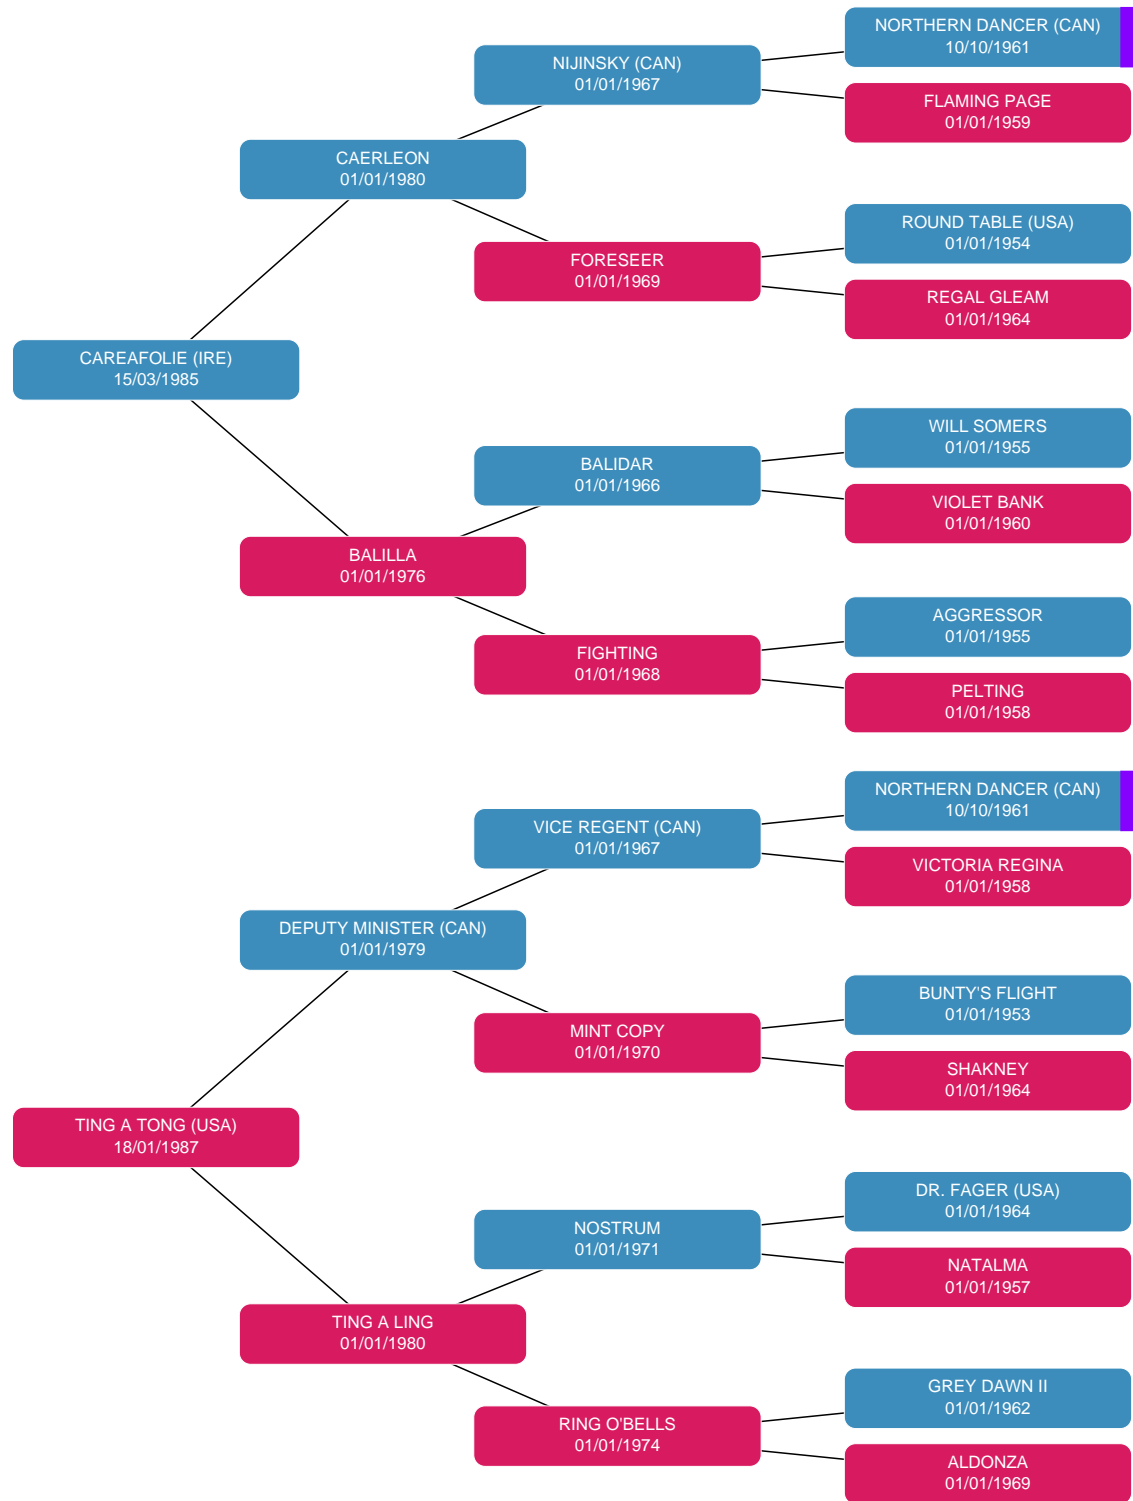 NORTHERN DANCER (CAN)
10/10/1961
NIJINSKY (CAN)
01/01/1967
FLAMING PAGE
01/01/1959
CAERLEON
01/01/1980
ROUND TABLE (USA)
01/01/1954
FORESEER
01/01/1969
REGAL GLEAM
01/01/1964
CAREAFOLIE (IRE)
15/03/1985
WILL SOMERS
01/01/1955
BALIDAR
01/01/1966
VIOLET BANK
01/01/1960
BALILLA
01/01/1976
AGGRESSOR
01/01/1955
FIGHTING
01/01/1968
PELTING
01/01/1958
NORTHERN DANCER (CAN)
10/10/1961
VICE REGENT (CAN)
01/01/1967
VICTORIA REGINA
01/01/1958
DEPUTY MINISTER (CAN)
01/01/1979
BUNTY'S FLIGHT
01/01/1953
MINT COPY
01/01/1970
SHAKNEY
01/01/1964
TING A TONG (USA)
18/01/1987
DR. FAGER (USA)
01/01/1964
NOSTRUM
01/01/1971
NATALMA
01/01/1957
TING A LING
01/01/1980
GREY DAWN II
01/01/1962
RING O'BELLS
01/01/1974
ALDONZA
01/01/1969